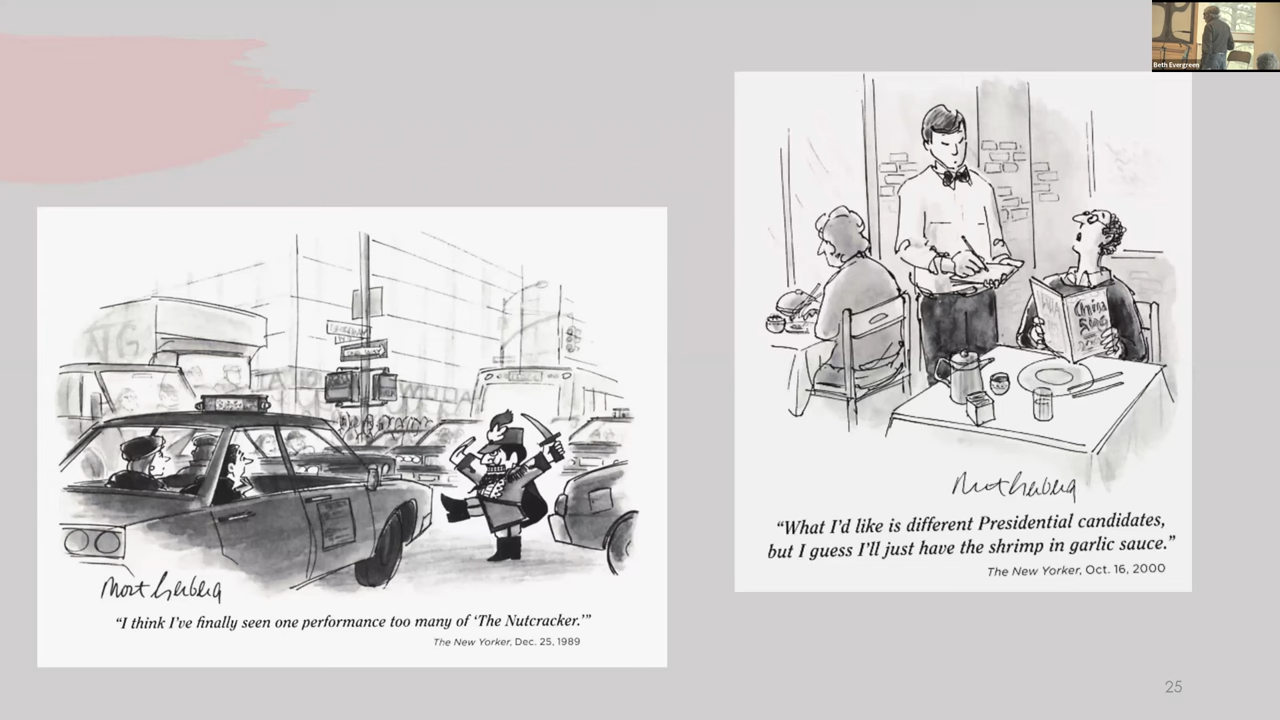 Beth Evergreen
Mort Gerberg
“I think I’ve finally seen one performance too many of ‘The Nutcracker.’”
The New Yorker, Dec. 25, 1989
China
Mort Gerberg
“What I’d like is different Presidential candidates,
but I guess I’ll just have the shrimp in garlic sauce.”
The New Yorker, Oct. 16, 2000
25